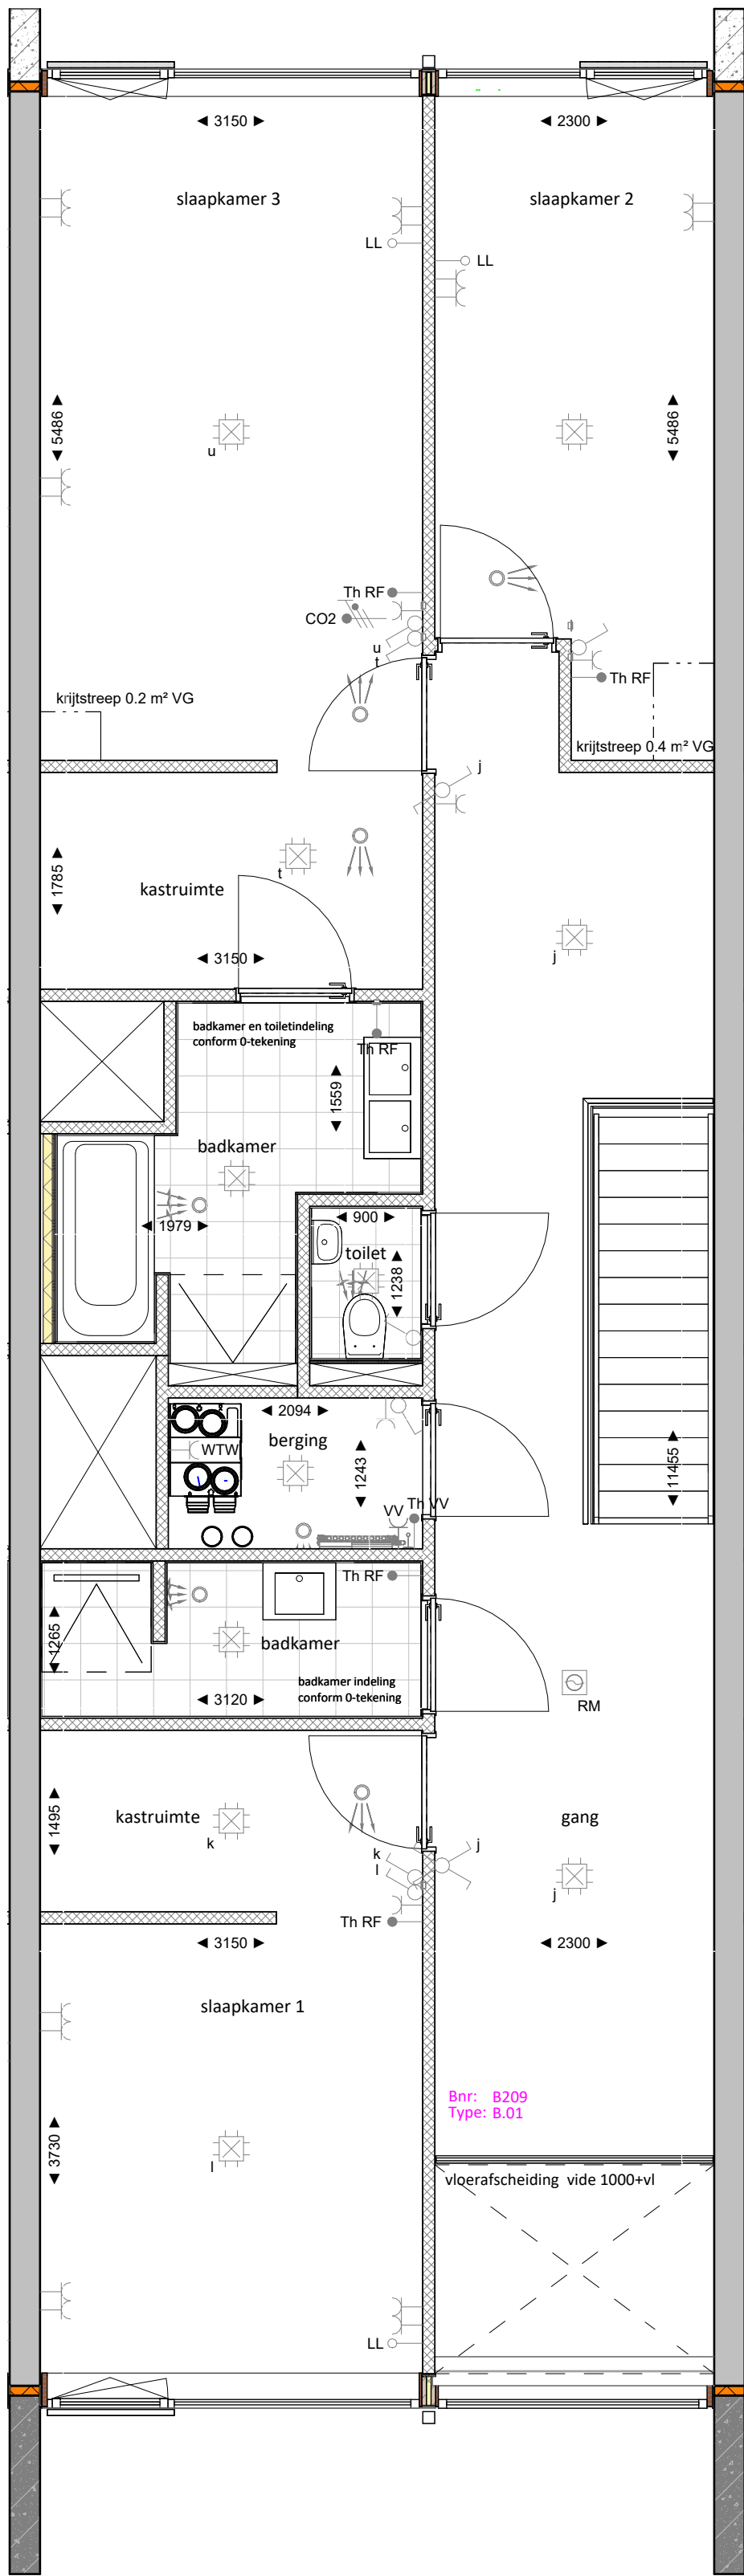 ◄ 3150 ►
◄ 2300 ►
slaapkamer 3
slaapkamer 2
LL
LL
◄ 5486 ►
◄ 5486 ►
u
Th RF
CO2
u
t
Th RF
krijtstreep 0.2 m² VG
krijtstreep 0.4 m² VG
j
◄ 1785 ►
t
kastruimte
j
◄ 3150 ►
badkamer en toiletindeling
conform 0-tekening
Th RF
◄ 1559 ►
badkamer
◄ 900 ►
◄ 1979 ►
toilet
◄ 1238 ►
◄ 2094 ►
berging
WTW
◄ 1243 ►
◄ 11455 ►
VV
Th VV
Th RF
◄ 1265 ►
badkamer
badkamer indeling
conform 0-tekening
◄ 3120 ►
RM
◄ 1495 ►
kastruimte
gang
k
k
l
j
j
Th RF
◄ 3150 ►
◄ 2300 ►
slaapkamer 1
Bnr: B209
Type: B.01
◄ 3730 ►
l
vloerafscheiding vide 1000+vl
LL